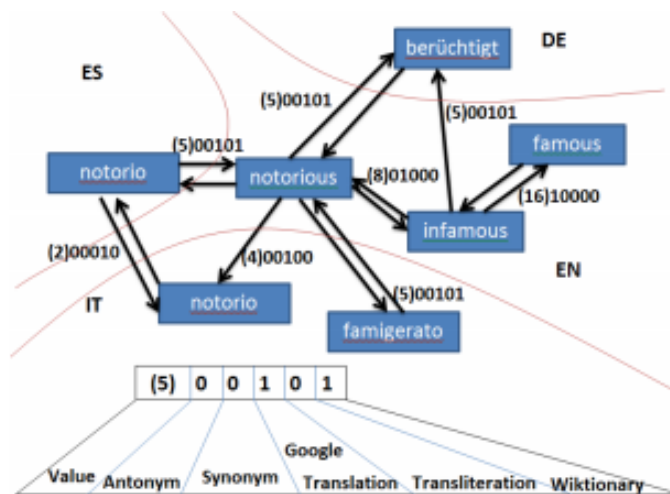 berüchtigt
DE
ES
(5)00101
(5)00101
famous
(5)00101
notorio
notorious
(8)01000
(16)10000
infamous
(2)00010
(4)00100
EN
IT
notorio
(5)00101
famigerato
(5) 0 0 1 0 1
Google
Value Antonym Synonym Translation Transliteration Wiktionary